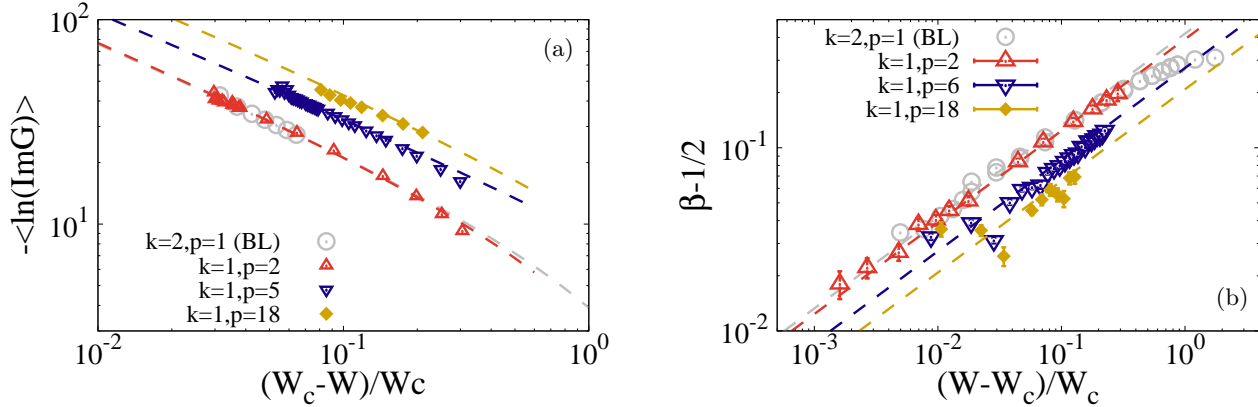 10^2
10^1
-<ln(ImG)>
(a)
k=2,p=1 (BL)
k=1,p=2
k=1,p=5
k=1,p=18
10^-2
10^-1
10^0
(W_c-W)/Wc
β-1/2
10^-1
10^-2
k=2,p=1 (BL)
k=1,p=2
k=1,p=6
k=1,p=18
(b)
10^-3
10^-2
10^-1
10^0
(W-W_c)/W_c